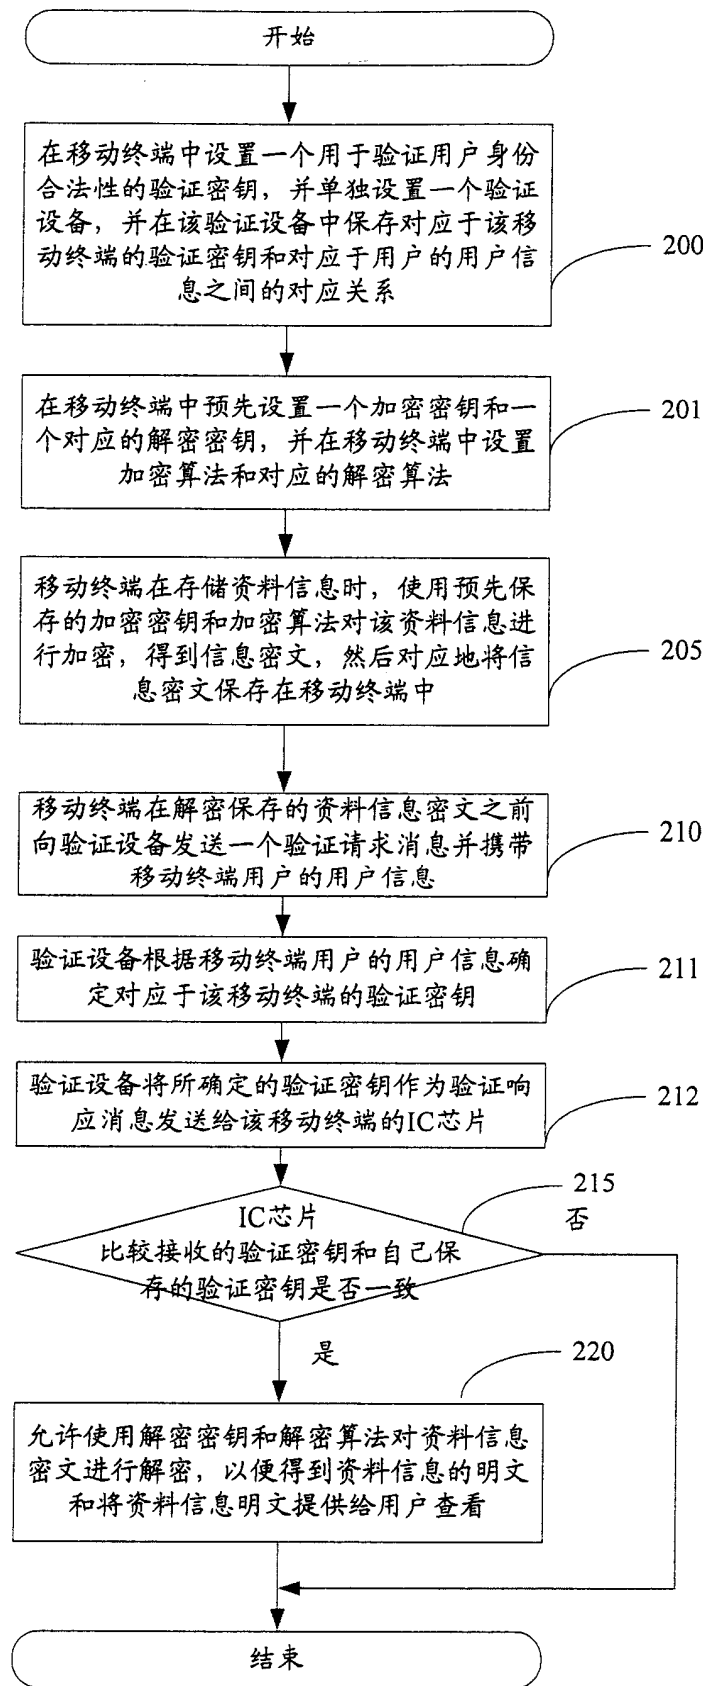 开始
在移动终端中设置一个用于验证用户身份
合法性的验证密钥，并单独设置一个验证
设备，并在该验证设备中保存对应于该移
动终端的验证密钥和对应于用户的用户信
息之间的对应关系
200
在移动终端中预先设置一个加密密钥和一
个对应的解密密钥，并在移动终端中设置
加密算法和对应的解密算法
201
移动终端在存储资料信息时，使用预先保
存的加密密钥和加密算法对该资料信息进
行加密，得到信息密文，然后对应地将信
息密文保存在移动终端中
205
移动终端在解密保存的资料信息密文之前
向验证设备发送一个验证请求消息并携带
移动终端用户的用户信息
210
验证设备根据移动终端用户的用户信息确
定对应于该移动终端的验证密钥
211
验证设备将所确定的验证密钥作为验证响
应消息发送给该移动终端的IC芯片
212
215
否
IC芯片
比较接收的验证密钥和自己保
存的验证密钥是否一致
是
220
允许使用解密密钥和解密算法对资料信息
密文进行解密，以便得到资料信息的明文
和将资料信息明文提供给用户查看
结束